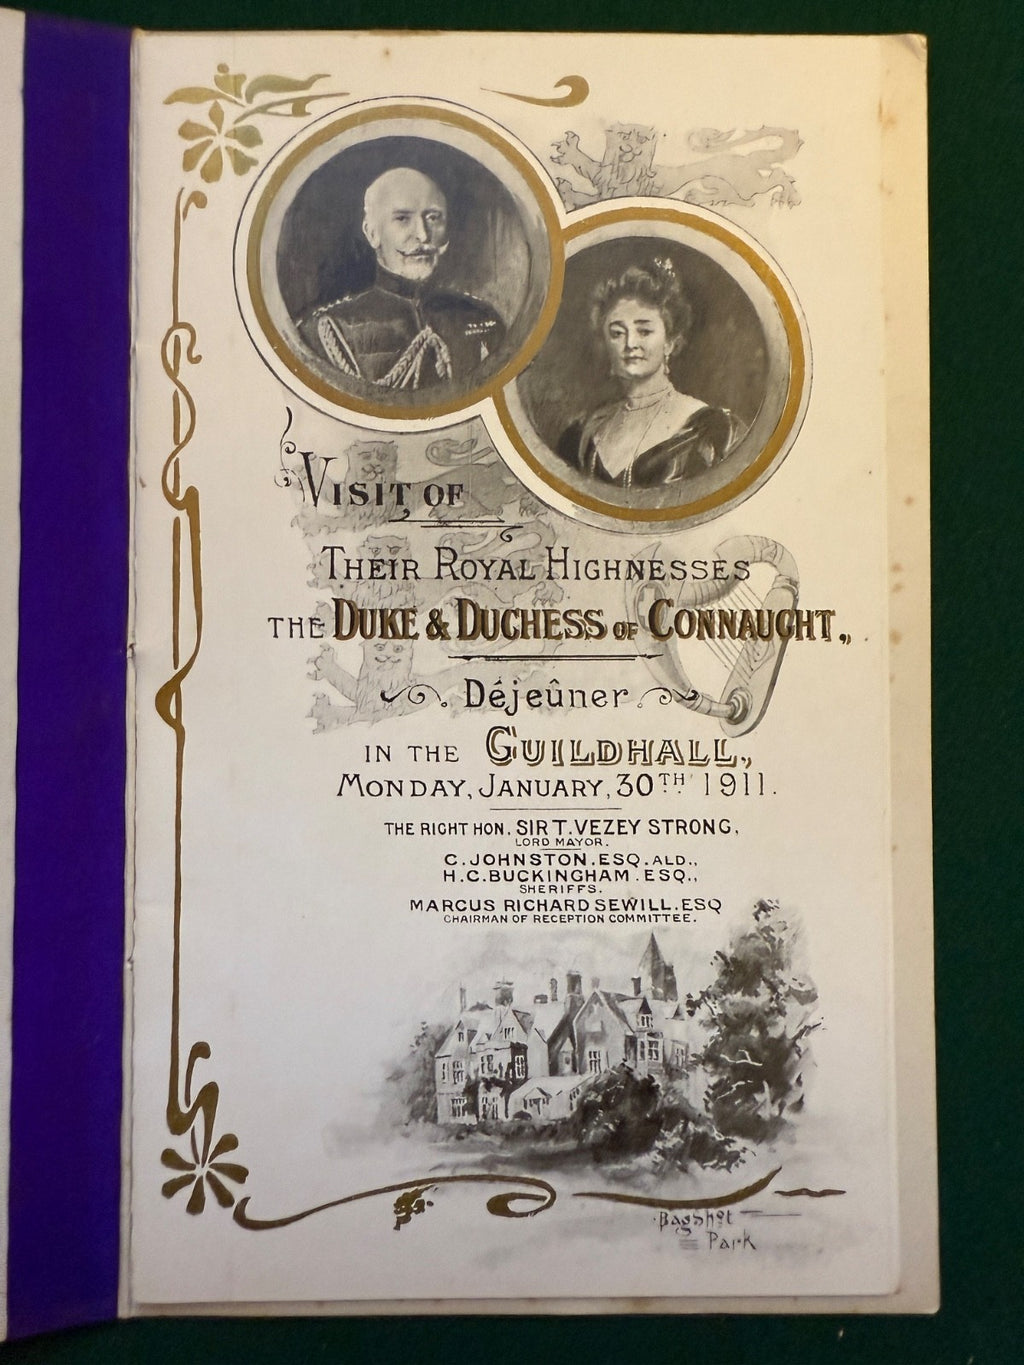 VISIT OF
THEIR ROYAL HIGHNESSES
THE DUKE & DUCHESS OF CONNAUGHT,
Déjeûner
IN THE GUILDHALL,
MONDAY, JANUARY, 30TH 1911.
THE RIGHT HON. SIR T. VEZEY STRONG,
LORD MAYOR.
C. JOHNSTON. ESQ. ALD.,
H.C. BUCKINGHAM. ESQ.,
SHERIFFS.
MARCUS RICHARD SEWILL. ESQ
CHAIRMAN OF RECEPTION COMMITTEE.
Bagshot
Park